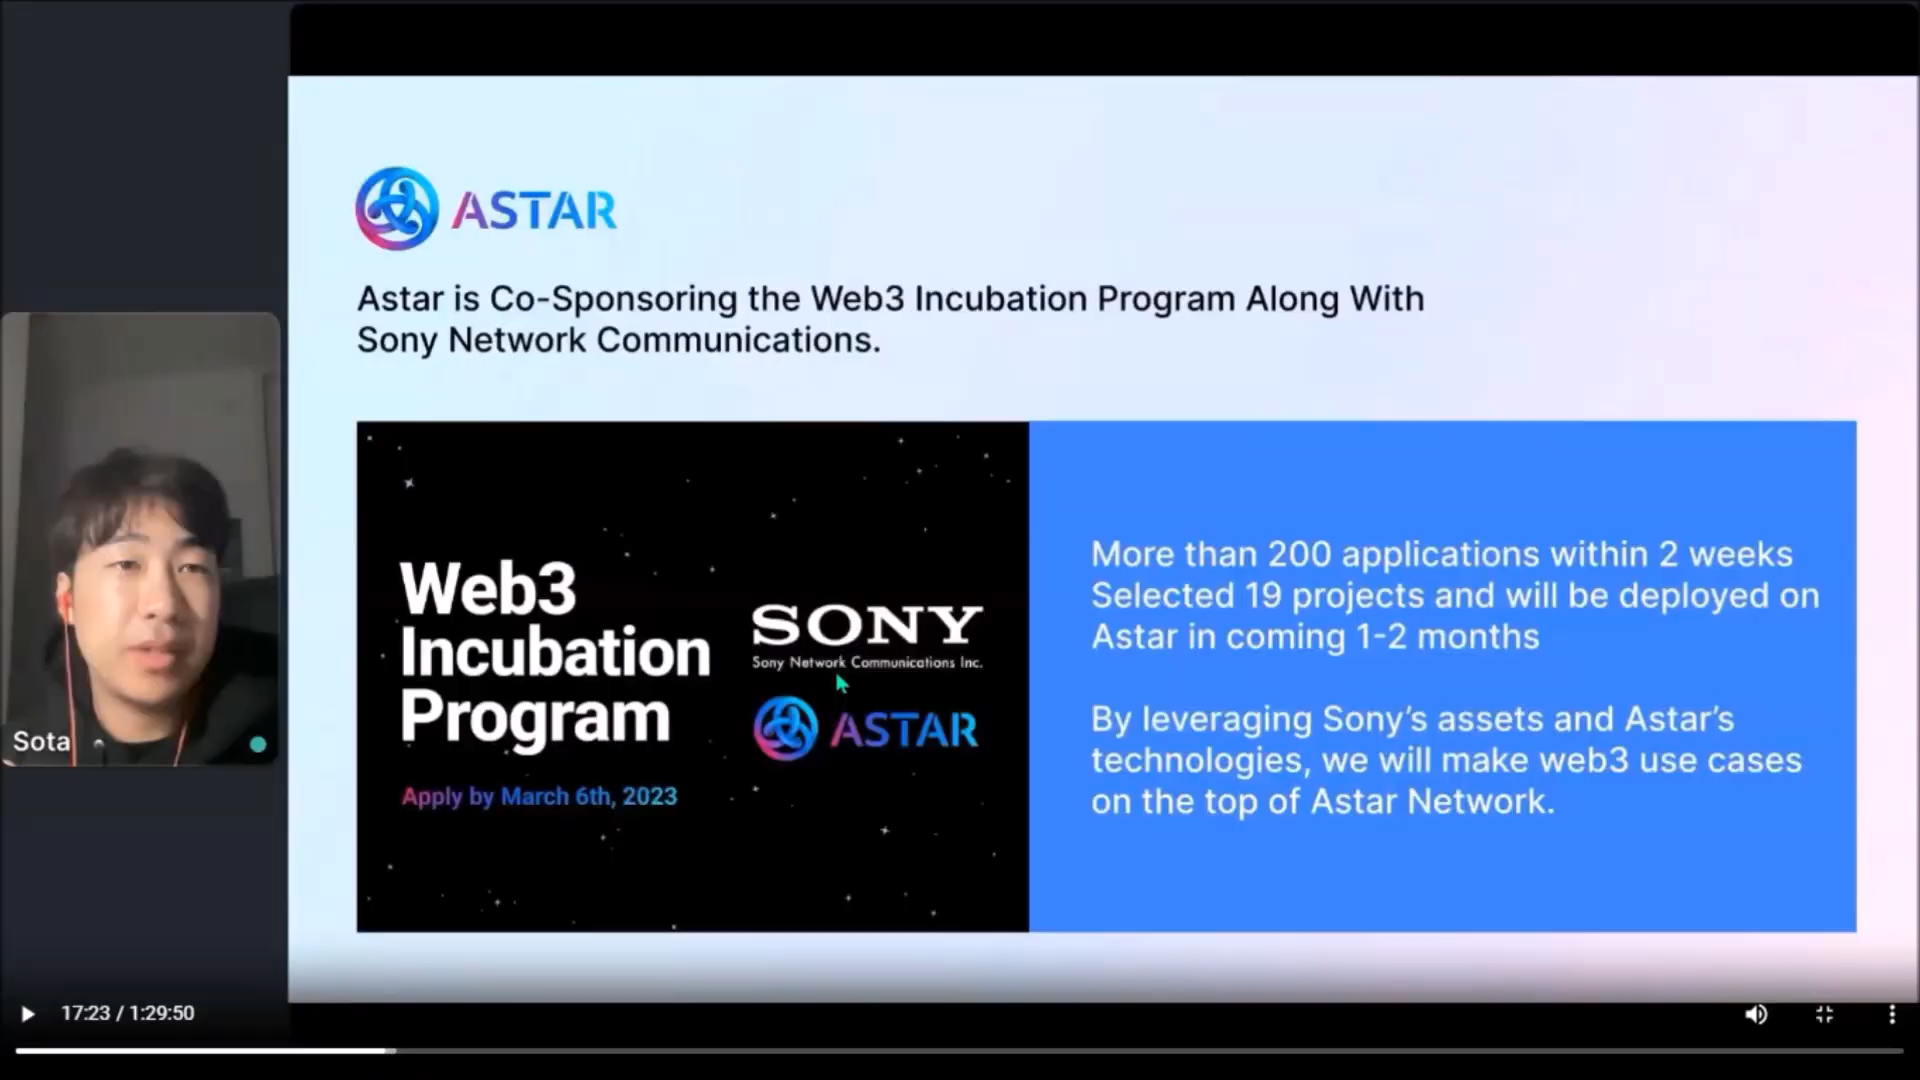 ASTAR
Astar is Co-Sponsoring the Web3 Incubation Program Along With
Sony Network Communications.
Web3
Incubation
Program
Apply by March 6th, 2023
SONY
Sony Network Communications Inc.
ASTAR
More than 200 applications within 2 weeks
Selected 19 projects and will be deployed on
Astar in coming 1-2 months
By leveraging Sony's assets and Astar's
technologies, we will make web3 use cases
on the top of Astar Network.
Sota
17:23 / 1:29:50